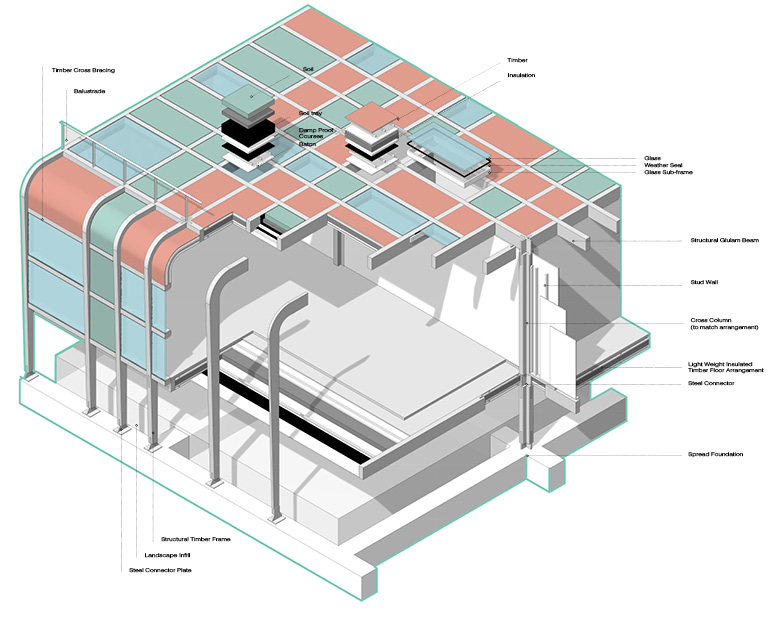 Timber
Soil
Timber Cross Bracing
Insulation
Balustrade
Soil tray
Damp Proof
Courses
Baton
Glase
Weather Seal
Glase Sub-frame
Structural Glulam Beam
Stud Wall
Cross Column
(to match arrangement)
Light Weight Insulated
Timber Floor Arrangement
Steel Connector
Spread Foundation
Structural Timber Frame
Landscape Infill
Steel Connector Plate